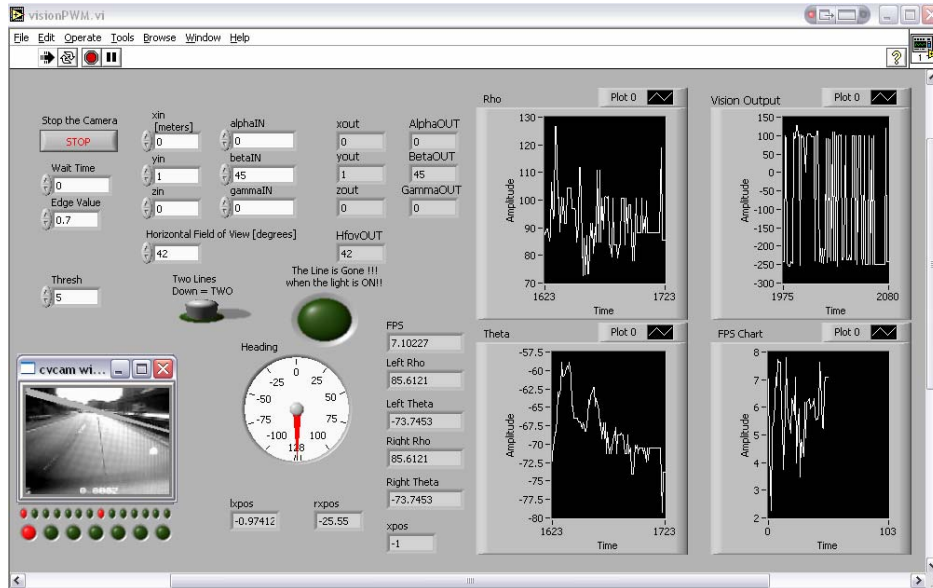 visionPWM.vi
File Edit Operate Tools Browse Window Help
Stop the Camera
STOP
Wait Time
0
Edge Value
0.7
Thresh
5
xin
[meters]
0
yin
1
zin
0
alphaIN
0
betaIN
45
gammaIN
0
Horizontal Field of View [degrees]
42
xout
0
yout
1
zout
0
AlphaOUT
0
BetaOUT
45
GammaOUT
0
HfovOUT
42
Two Lines
Down = TWO
The Line is Gone !!!
when the light is ON!!
Heading
0
-25 25
-50 50
-75 75
-100 100
128
FPS
7.10227
Left Rho
85.6121
Left Theta
-73.7453
Right Rho
85.6121
Right Theta
-73.7453
xpos
-1
lxpos
-0.97412
rxpos
-25.55
cvcam wi...
Rho
Plot 0
Amplitude
130
120
110
100
90
80
70
1623 1723
Time
Vision Output
Plot 0
Amplitude
150
100
50
0
-50
-100
-150
-200
-250
-300
1975 2080
Time
Theta
Plot 0
Amplitude
-57.5
-60
-62.5
-65
-67.5
-70
-72.5
-75
-77.5
-80
1623 1723
Time
FPS Chart
Plot 0
Amplitude
8
7
6
5
4
3
2
0 103
Time